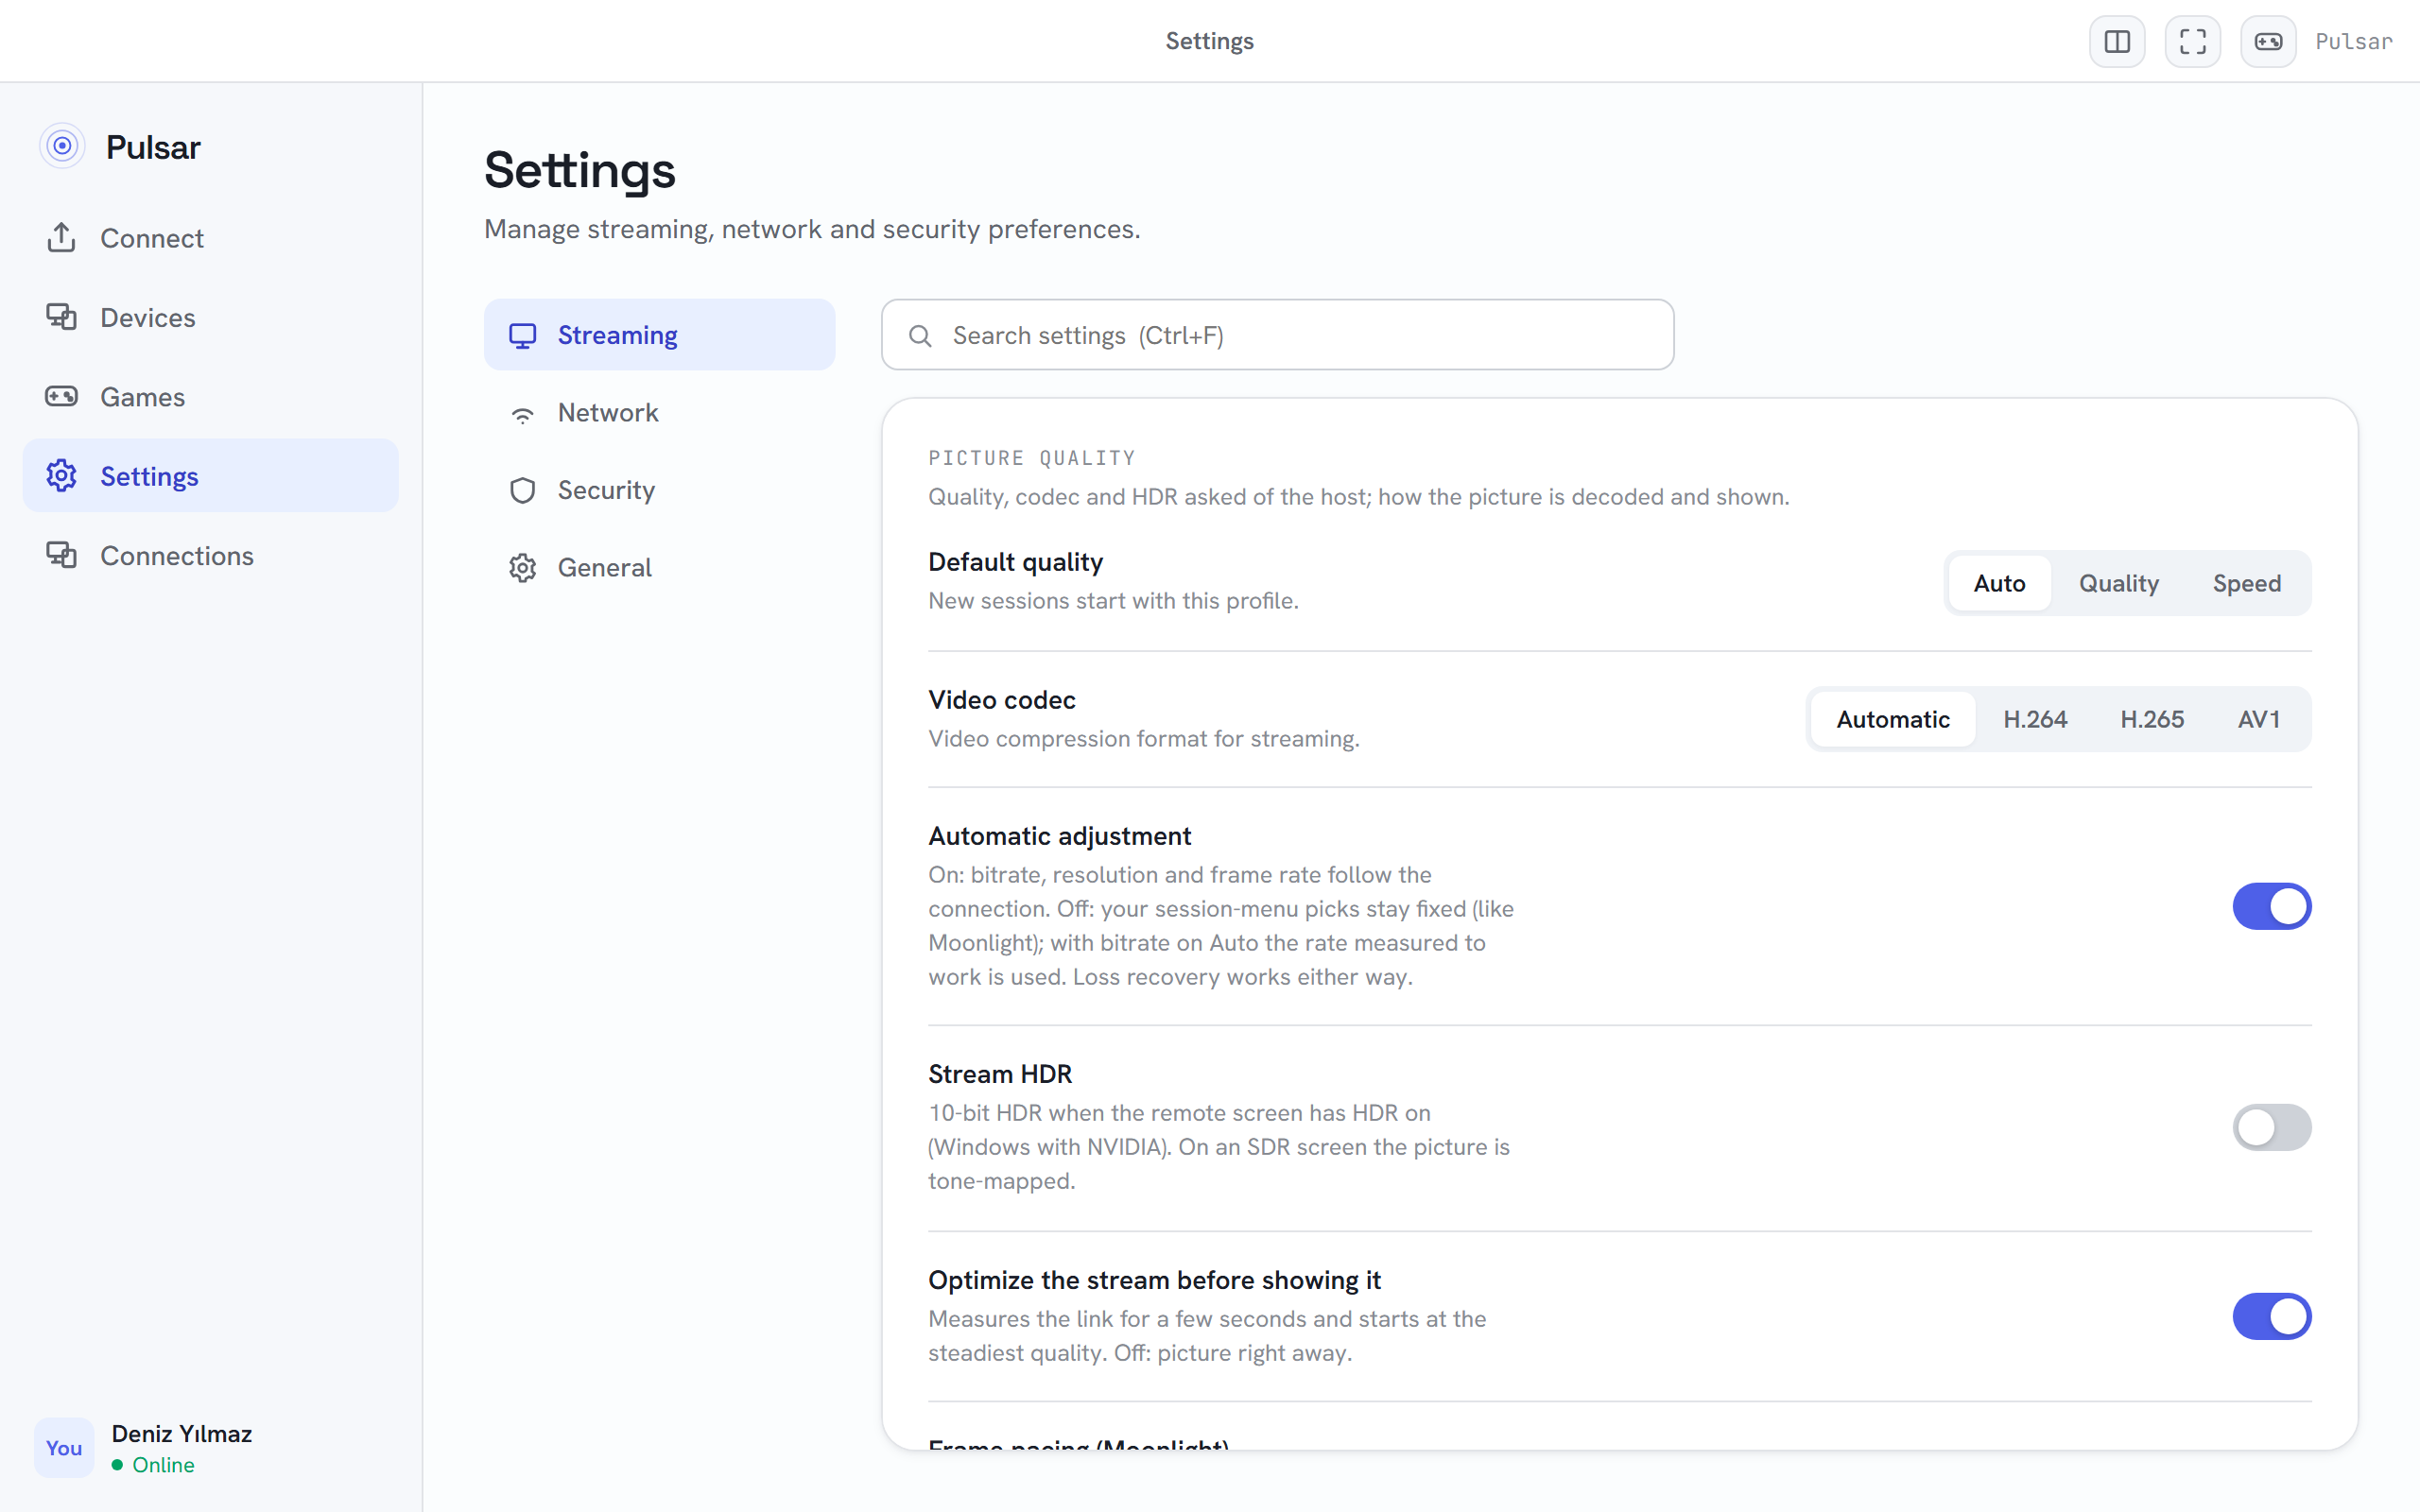 Settings
Pulsar
Pulsar
Connect
Devices
Games
Settings
Connections
You
Deniz Yılmaz
Online
Settings
Manage streaming, network and security preferences.
Streaming
Network
Security
General
Search settings (Ctrl+F)
PICTURE QUALITY
Quality, codec and HDR asked of the host; how the picture is decoded and shown.
Default quality
New sessions start with this profile.
Auto Quality Speed
Video codec
Video compression format for streaming.
Automatic H.264 H.265 AV1
Automatic adjustment
On: bitrate, resolution and frame rate follow the
connection. Off: your session-menu picks stay fixed (like
Moonlight); with bitrate on Auto the rate measured to
work is used. Loss recovery works either way.
Stream HDR
10-bit HDR when the remote screen has HDR on
(Windows with NVIDIA). On an SDR screen the picture is
tone-mapped.
Optimize the stream before showing it
Measures the link for a few seconds and starts at the
steadiest quality. Off: picture right away.
Frame pacing (Moonlight)